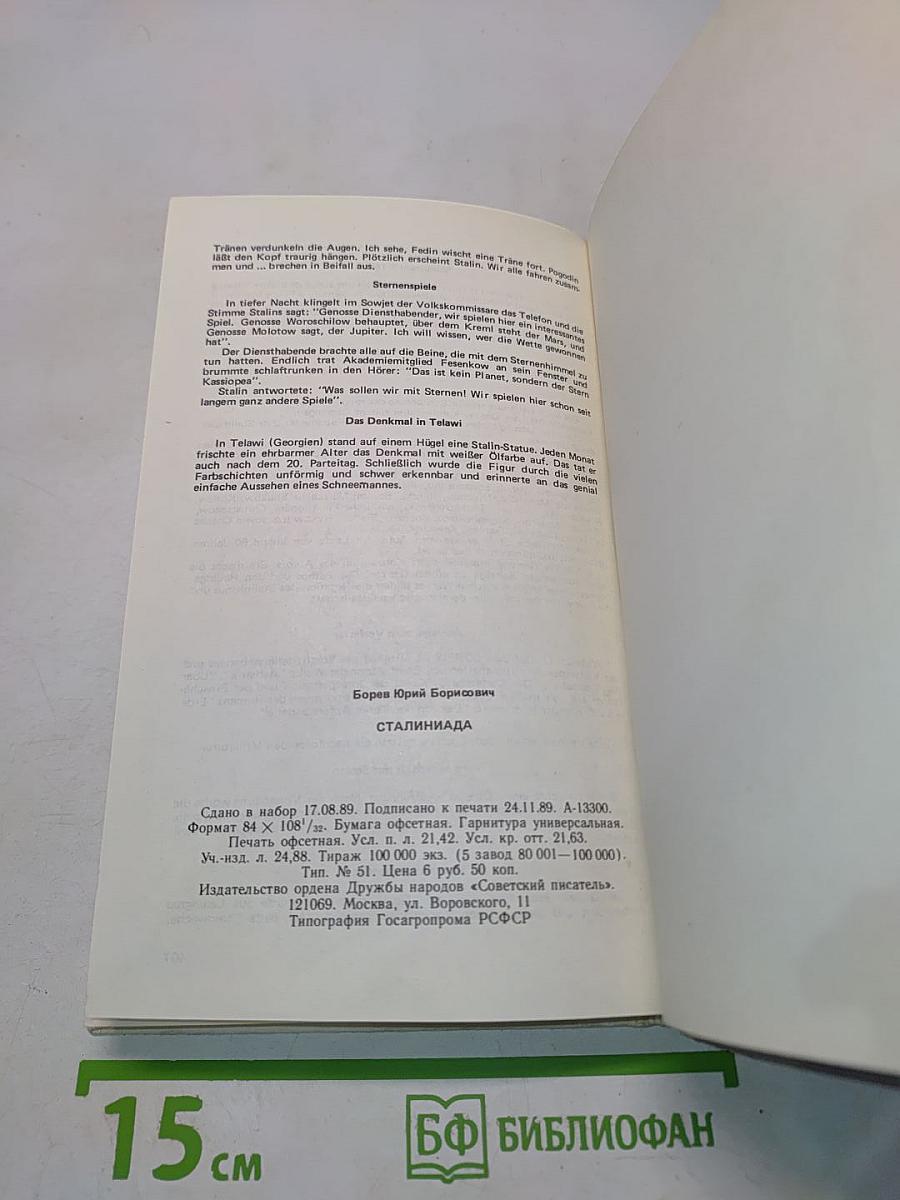 Tränen verdunkeln die Augen. Ich sehe, Fedin wischt eine Träne fort. Pogodin
läßt den Kopf traurig hängen. Plötzlich erscheint Stalin. Wir alle fahren zusam-
men und ... brechen in Beifall aus.
Sternenspiele
In tiefer Nacht klingelt im Sowjet der Volkskommissare das Telefon und die
Stimme Stalins sagt: "Genosse Diensthabender, wir spielen hier ein interessantes
Spiel. Genosse Woroschilow behauptet, über dem Kreml steht der Mars, und
Genosse Molotow sagt, der Jupiter. Ich will wissen, wer die Wette gewonnen
hat".
Der Diensthabende brachte alle auf die Beine, die mit dem Sternenhimmel zu
tun hatten. Endlich trat Akademiemitglied Fesenkow an sein Fenster und
brummte schlaftrunken in den Hörer: "Das ist kein Planet, sondern der Stern
Kassiopea".
Stalin antwortete: "Was sollen wir mit Sternen! Wir spielen hier schon seit
langem ganz andere Spiele".
Das Denkmal in Telawi
In Telawi (Georgien) stand auf einem Hügel eine Stalin-Statue. Jeden Monat
frischte ein ehrbarmer Alter das Denkmal mit weißer Ölfarbe auf. Das tat er
auch nach dem 20. Parteitag. Schließlich wurde die Figur durch die vielen
Farbschichten unförmig und schwer erkennbar und erinnerte an das genial
einfache Aussehen eines Schneemannes.
Борев Юрий Борисович
СТАЛИНИАДА
Сдано в набор 17.08.89. Подписано к печати 24.11.89. А-13300.
Формат 84 × 108¹/₃₂. Бумага офсетная. Гарнитура универсальная.
Печать офсетная. Усл. п. л. 21,42. Усл. кр. отт. 21,63.
Уч.-изд. л. 24,88. Тираж 100 000 экз. (5 завод 80 001—100 000).
Тип. № 51. Цена 6 руб. 50 коп.
Издательство ордена Дружбы народов «Советский писатель».
121069. Москва, ул. Воровского, 11
Типография Госагропрома РСФСР
15 см
БФ БИБЛИОФАН